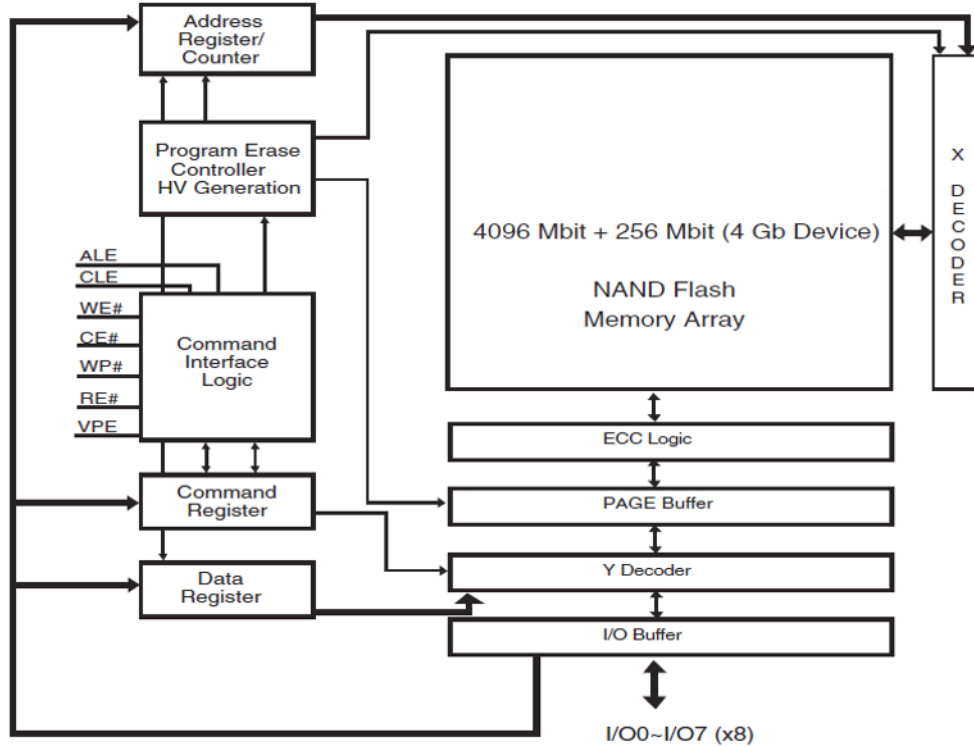 Address
Register/
Counter
Program Erase
Controller
HV Generation
ALE
CLE
WE#
CE#
WP#
RE#
VPE
Command
Interface
Logic
Command
Register
Data
Register
4096 Mbit + 256 Mbit (4 Gb Device)
NAND Flash
Memory Array
X
D
E
C
O
D
E
R
ECC Logic
PAGE Buffer
Y Decoder
I/O Buffer
I/O0~I/O7 (x8)